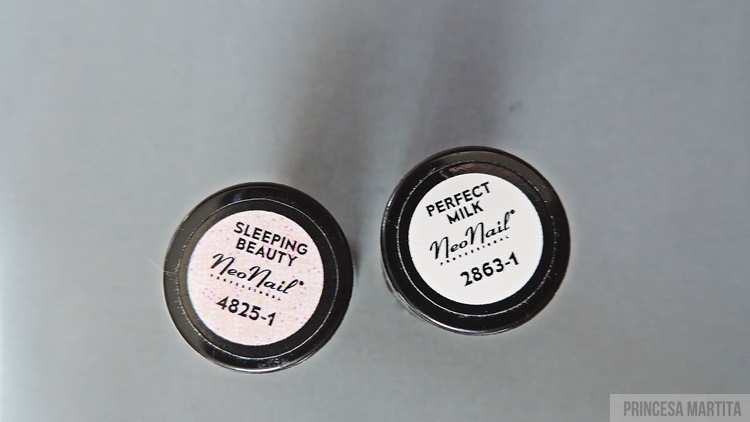 SLEEPING
BEAUTY
NeoNail®
PROFESSIONAL
4825-1
PERFECT
MILK
NeoNail®
PROFESSIONAL
2863-1
PRINCESA MARTITA